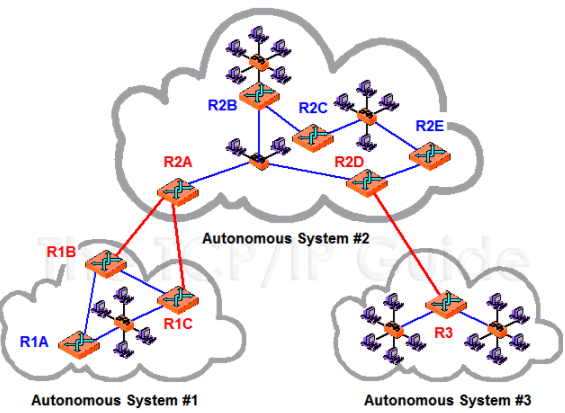 R2B
R2C
R2E
R2A
R2D
Autonomous System #2
The TCP/IP Guide
R1B
R1C
R3
R1A
Autonomous System #1
Autonomous System #3